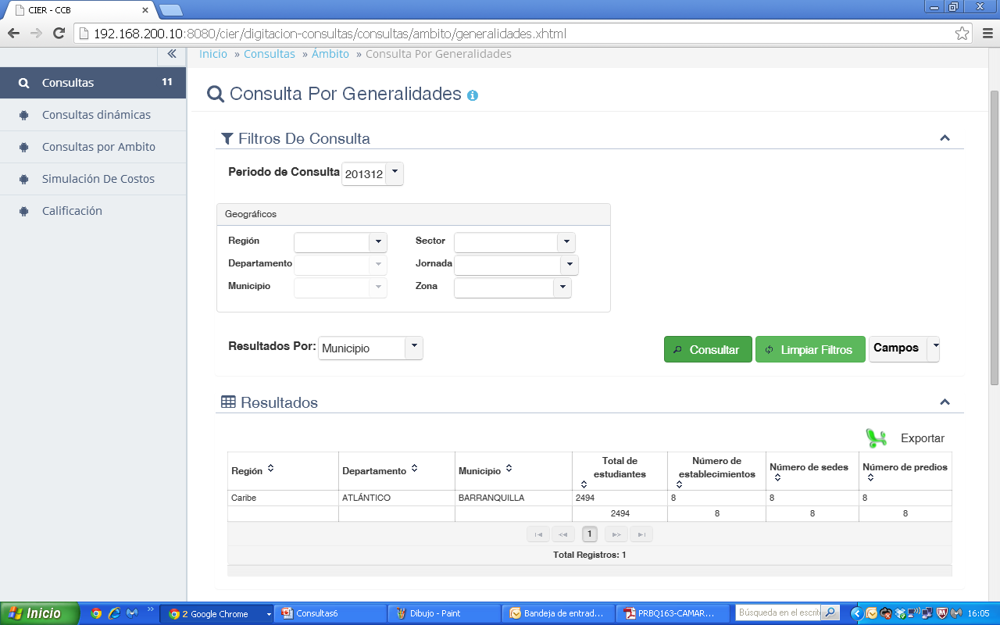 CIER - CCB
192.168.200.10:8080/cier/digitacion-consultas/consultas/ambito/generalidades.xhtml
Inicio » Consultas » Ámbito » Consulta Por Generalidades
Consultas 11
Consultas dinámicas
Consultas por Ambito
Simulación De Costos
Calificación
Consulta Por Generalidades
Filtros De Consulta
Periodo de Consulta 201312
Geográficos
Región Sector
Departamento Jornada
Municipio Zona
Resultados Por: Municipio Consultar Limpiar Filtros Campos
Resultados
Exportar
Región Departamento Municipio Total de estudiantes Número de establecimientos Número de sedes Número de predios
Caribe ATLÁNTICO BARRANQUILLA 2494 8 8 8
2494 8 8 8
1
Total Registros: 1
Inicio 2 Google Chrome Consultas6 Dibujo - Paint Bandeja de entrad... PRBQ163-CAMAR... Búsqueda en el escrito 16:05